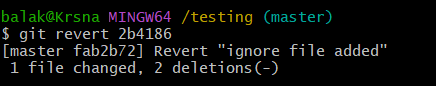 balak@Krsna MINGW64 /testing (master)
$ git revert 2b4186
[master fab2b72] Revert "ignore file added"
 1 file changed, 2 deletions(-)